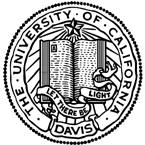 THE · UNIVERSITY · OF · CALIFORNIA ·
LET THERE BE
LIGHT
DAVIS